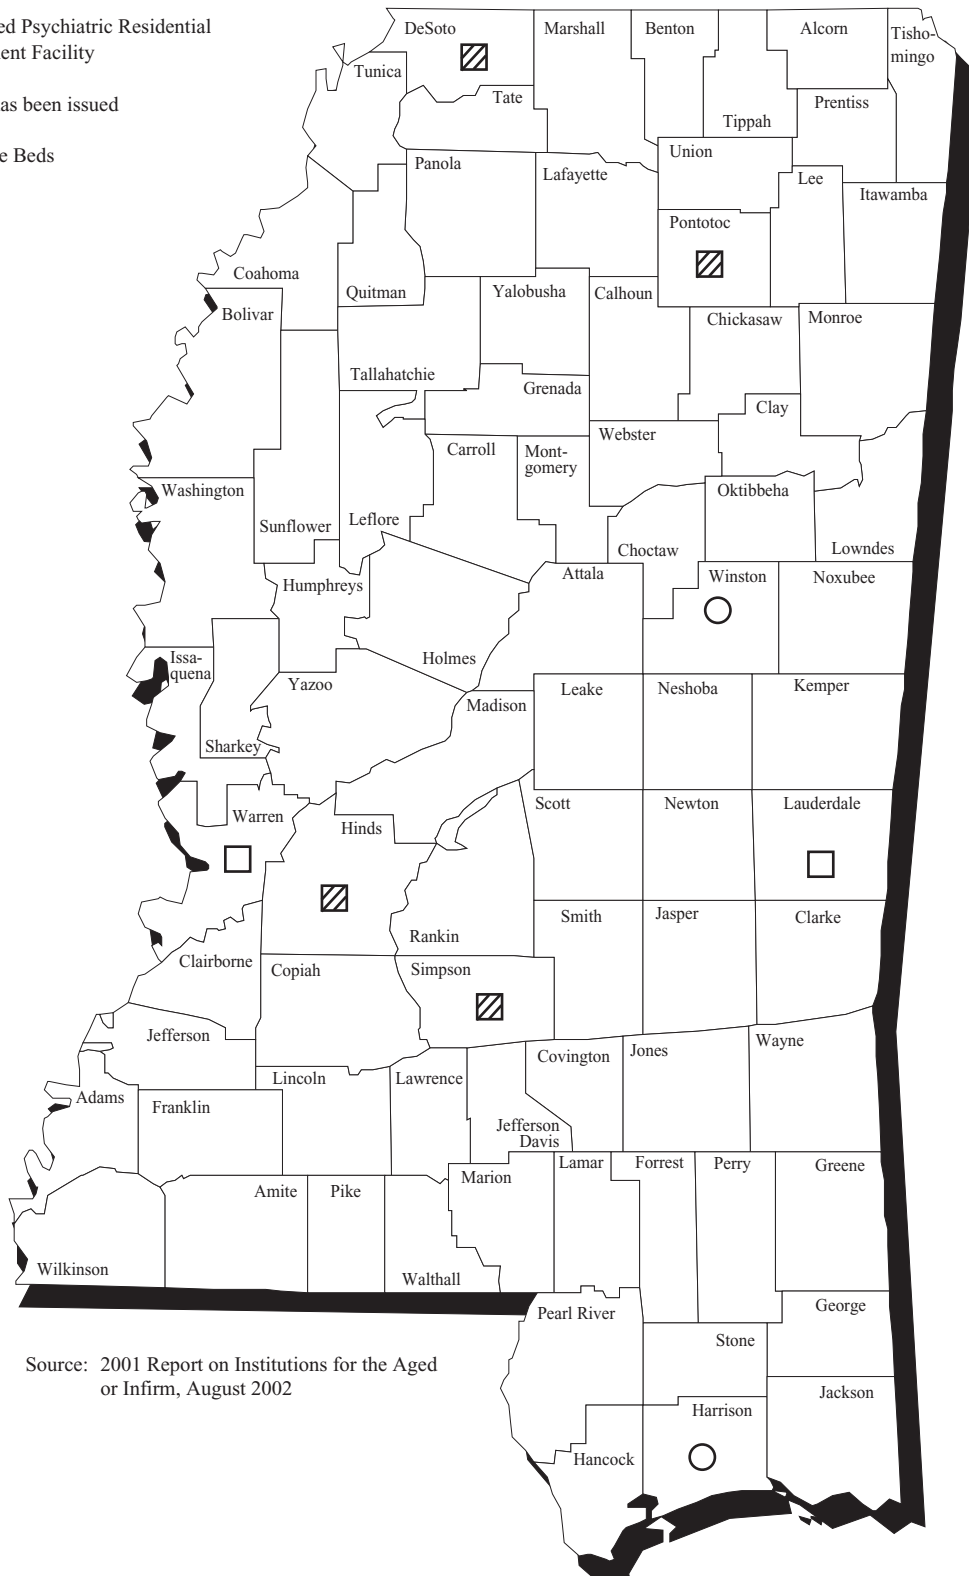 ed Psychiatric Residential
ent Facility
as been issued
e Beds
DeSoto
Marshall
Benton
Alcorn
Tisho-
mingo
Tunica
Tate
Tippah
Prentiss
Union
Panola
Lafayette
Lee
Itawamba
Pontotoc
Coahoma
Quitman
Yalobusha
Calhoun
Bolivar
Chickasaw
Monroe
Tallahatchie
Grenada
Clay
Webster
Carroll
Mont-
gomery
Washington
Oktibbeha
Sunflower
Leflore
Choctaw
Lowndes
Humphreys
Attala
Winston
Noxubee
Issa-
quena
Holmes
Yazoo
Leake
Neshoba
Kemper
Madison
Sharkey
Scott
Newton
Lauderdale
Warren
Hinds
Smith
Jasper
Clarke
Rankin
Clairborne
Copiah
Simpson
Jefferson
Covington
Jones
Wayne
Adams
Lincoln
Lawrence
Franklin
Jefferson
Davis
Marion
Lamar
Forrest
Perry
Greene
Amite
Pike
Wilkinson
Walthall
Pearl River
George
Stone
Source: 2001 Report on Institutions for the Aged
or Infirm, August 2002
Jackson
Harrison
Hancock